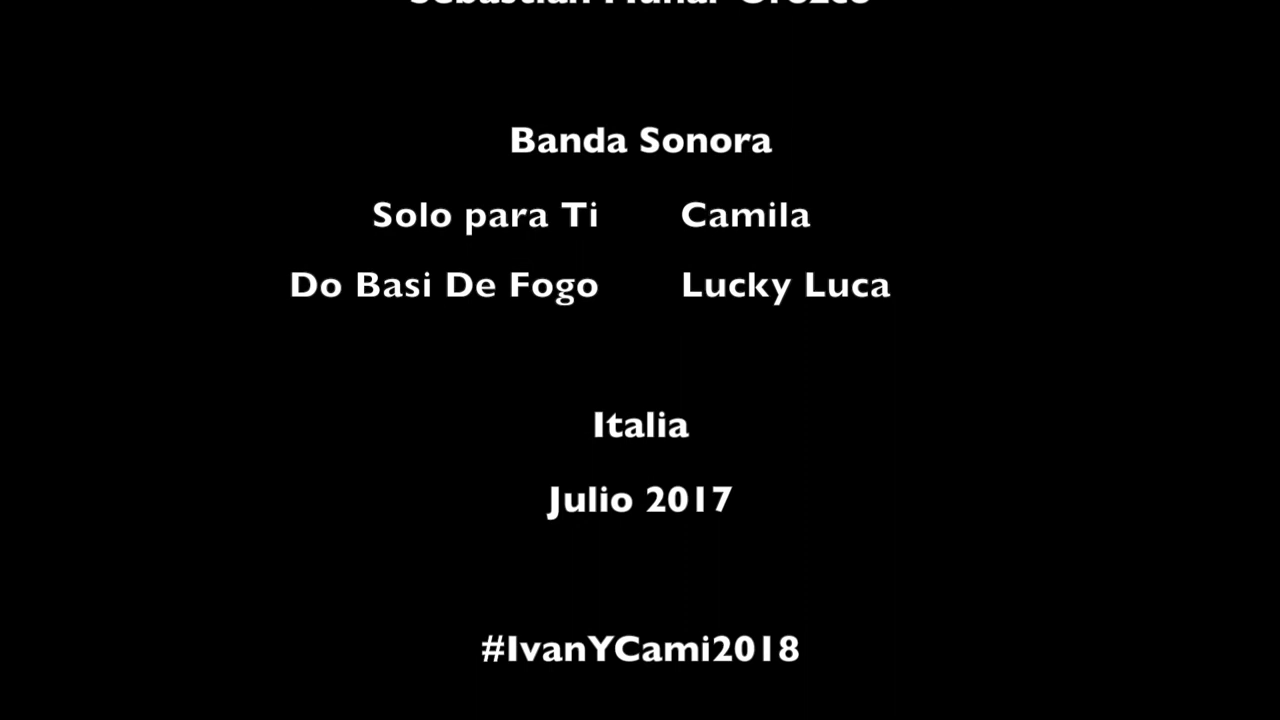 Banda Sonora
Solo para Ti Camila
Do Basi De Fogo Lucky Luca
Italia
Julio 2017
#IvanYCami2018